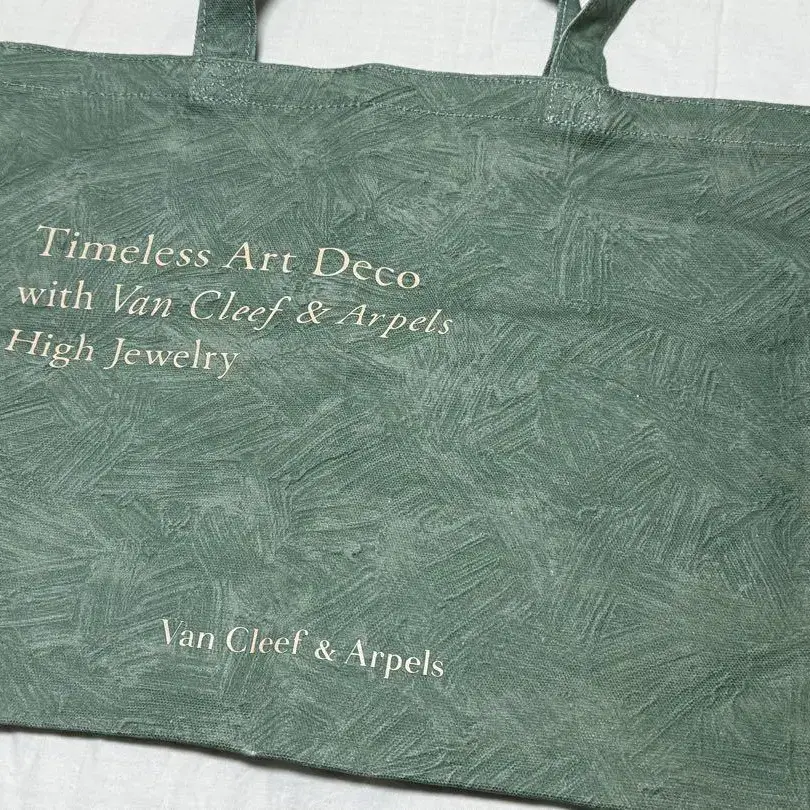 Timeless Art Deco
with Van Cleef & Arpels
High Jewelry
Van Cleef & Arpels